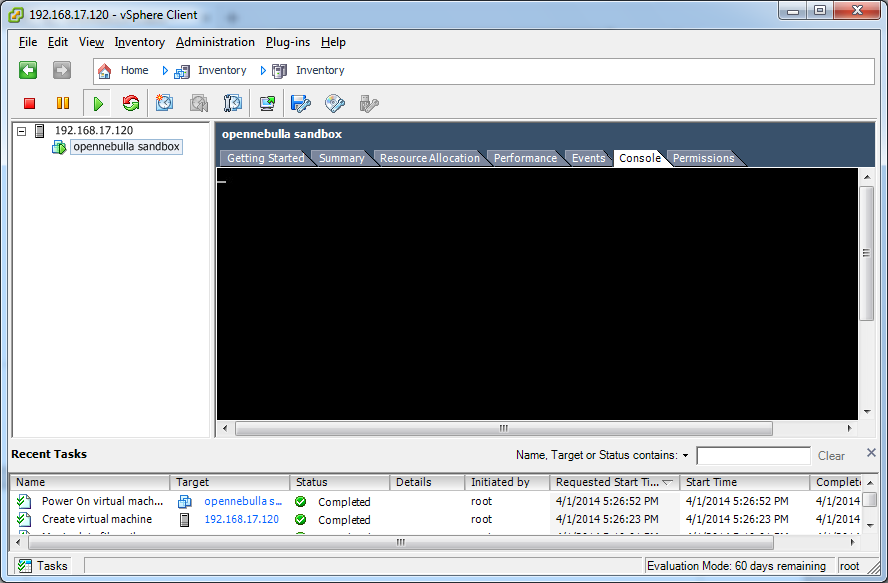 192.168.17.120 - vSphere Client
File Edit View Inventory Administration Plug-ins Help
Home Inventory Inventory
192.168.17.120
opennebulla sandbox
opennebulla sandbox
Getting Started Summary Resource Allocation Performance Events Console Permissions
Recent Tasks
Name, Target or Status contains: Clear
Name Target Status Details Initiated by Requested Start Ti... Start Time Complete
Power On virtual mach... opennebulla s... Completed root 4/1/2014 5:26:52 PM 4/1/2014 5:26:52 PM 4/1/2014
Create virtual machine 192.168.17.120 Completed root 4/1/2014 5:26:23 PM 4/1/2014 5:26:23 PM 4/1/2014
Tasks Evaluation Mode: 60 days remaining root